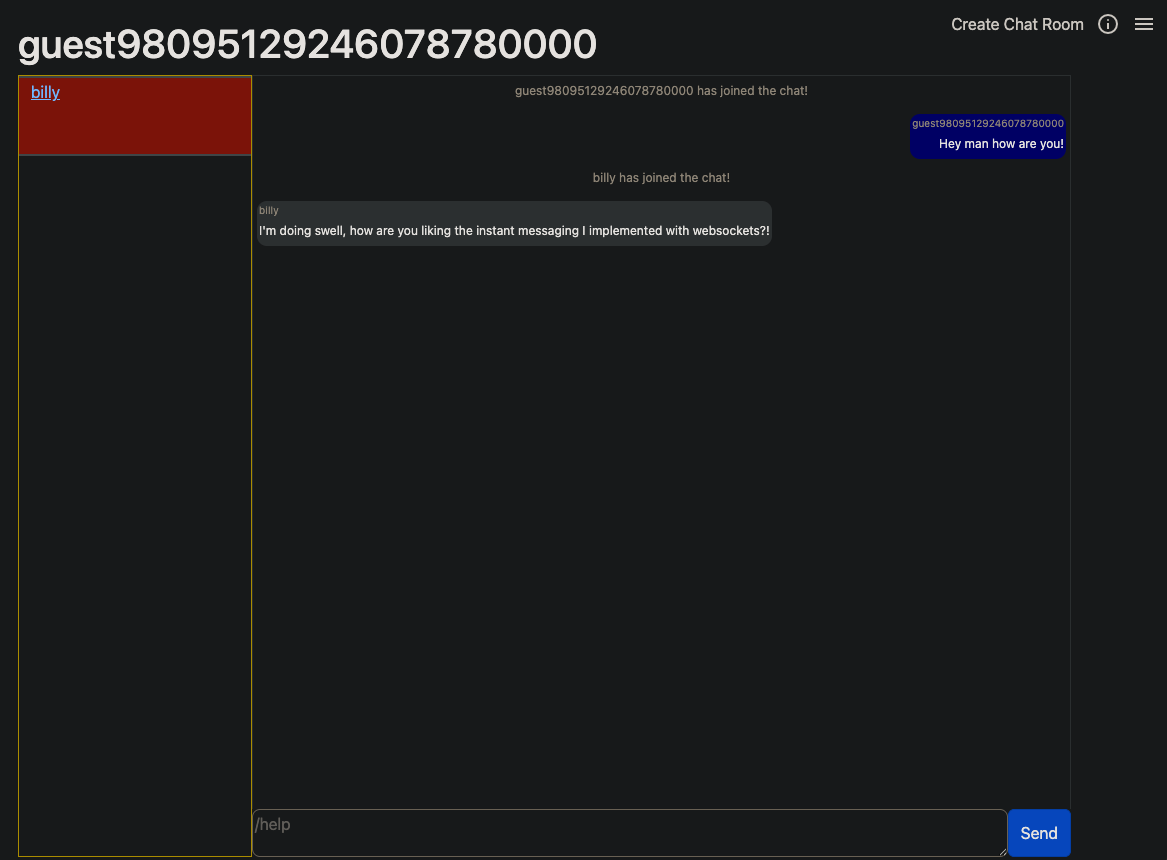 Create Chat Room
guest98095129246078780000
billy
guest98095129246078780000 has joined the chat!
guest98095129246078780000
Hey man how are you!
billy has joined the chat!
billy
I'm doing swell, how are you liking the instant messaging I implemented with websockets?!
/help
Send